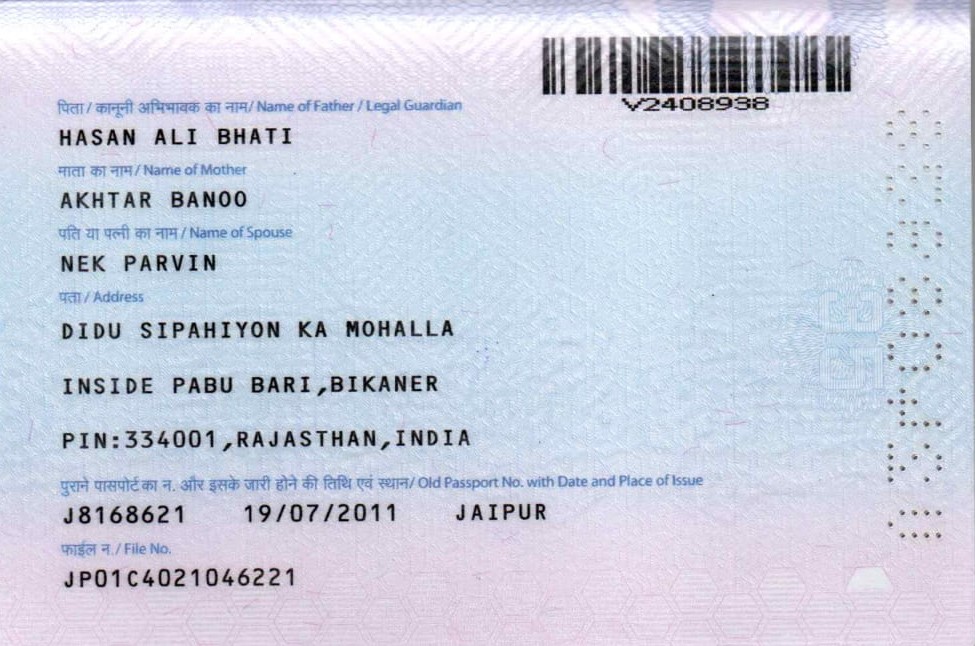 V2408938
पिता / कानूनी अभिभावक का नाम/ Name of Father / Legal Guardian
HASAN ALI BHATI
माता का नाम / Name of Mother
AKHTAR BANOO
पति या पत्नी का नाम / Name of Spouse
NEK PARVIN
पता / Address
DIDU SIPAHIYON KA MOHALLA
INSIDE PABU BARI,BIKANER
PIN:334001,RAJASTHAN,INDIA
पुराने पासपोर्ट का न. और इसके जारी होने की तिथि एवं स्थान/ Old Passport No. with Date and Place of Issue
J8168621 19/07/2011 JAIPUR
फाईल न./ File No.
JP01C4021046221